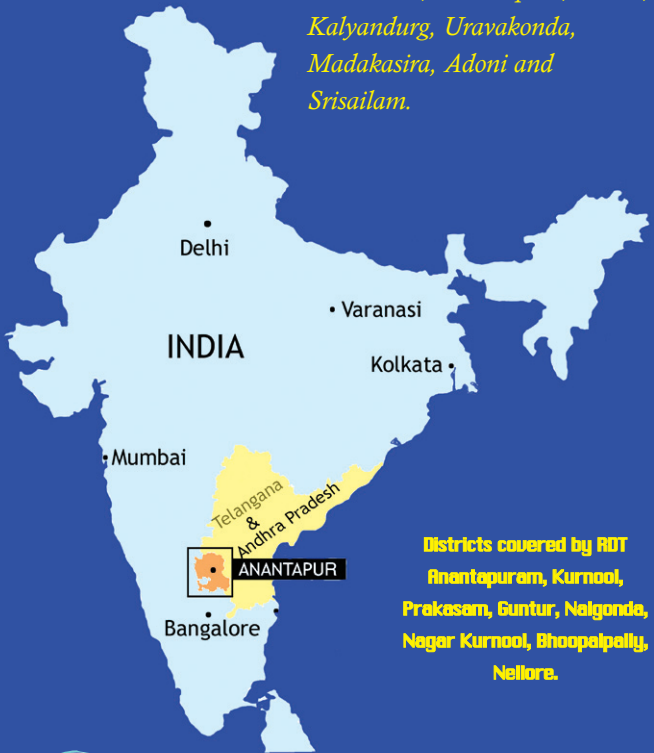 Kalyandurg, Uravakonda,
Madakasira, Adoni and
Srisailam.
Delhi
Varanasi
INDIA
Kolkata
Mumbai
Telangana
&
Andhra Pradesh
ANANTAPUR
Bangalore
Districts covered by RDT
Anantapuram, Kurnool,
Prakasam, Guntur, Nalgonda,
Nagar Kurnool, Bhoopalpally,
Nellore.